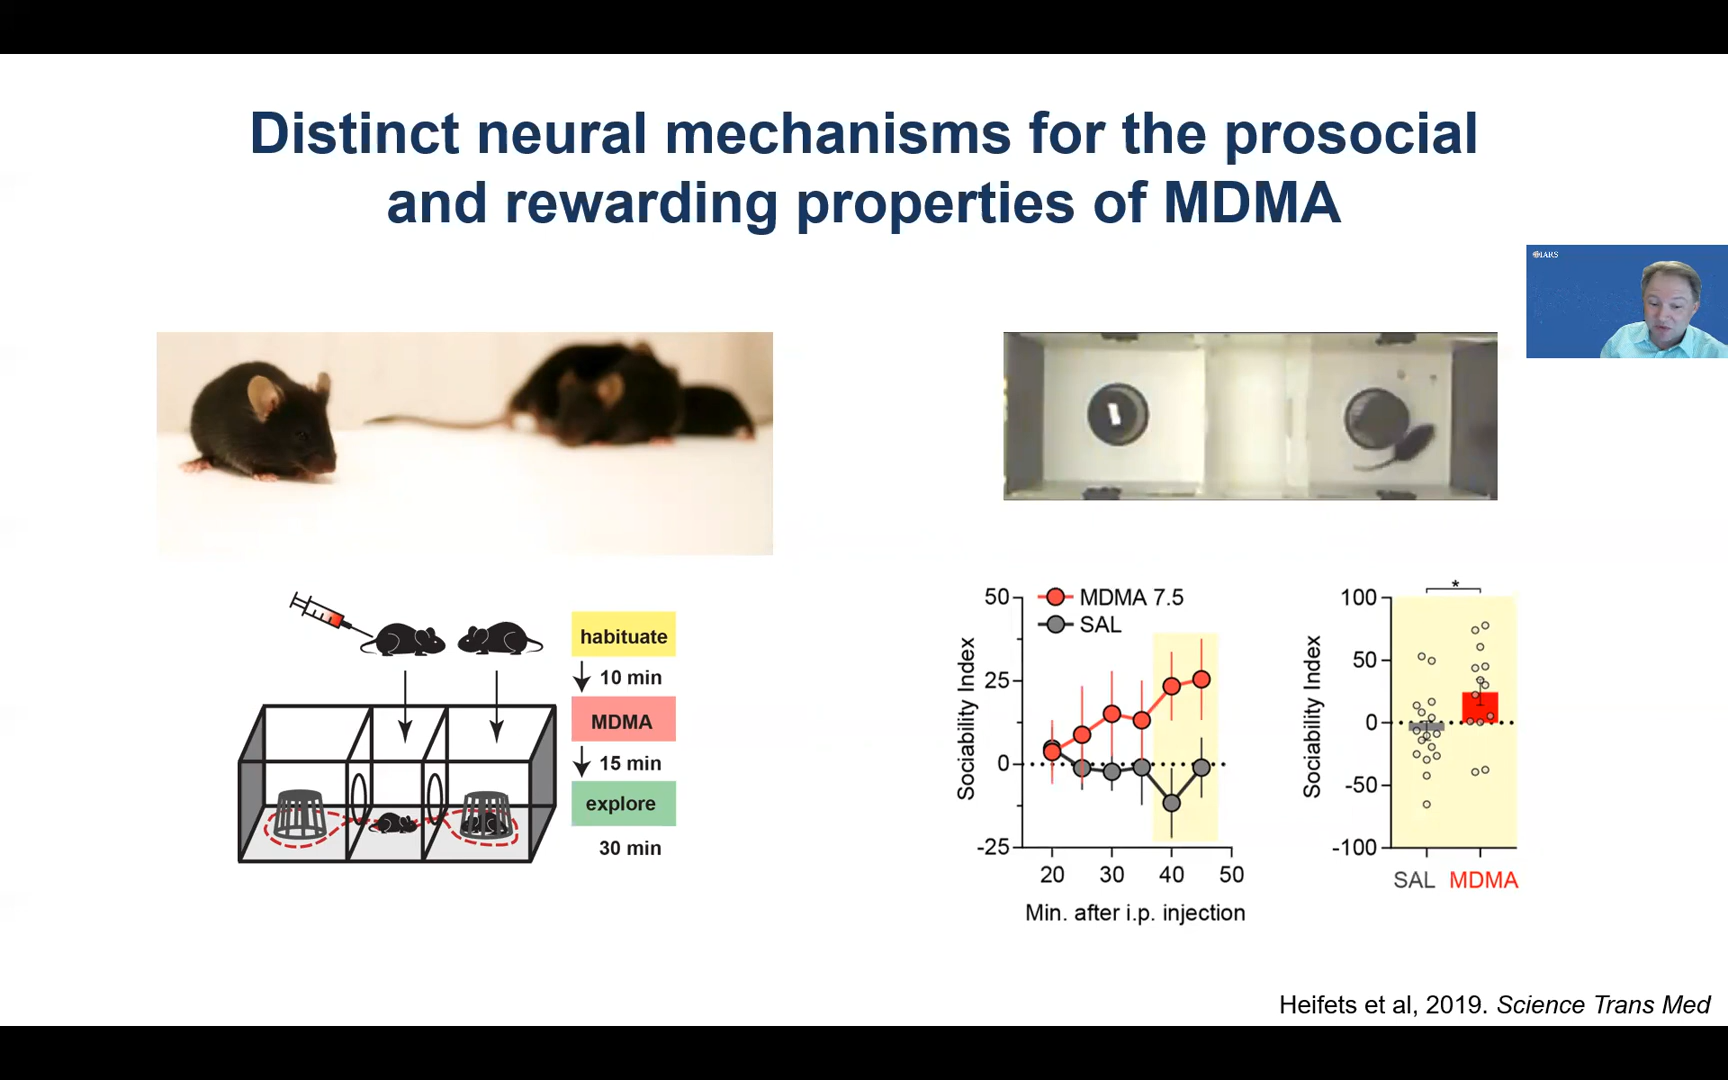 Distinct neural mechanisms for the prosocial
and rewarding properties of MDMA
IARS
habituate
10 min
MDMA
15 min
explore
30 min
50
25
0
-25
Sociability Index
MDMA 7.5
SAL
20 30 40 50
Min. after i.p. injection
*
100
50
0
-50
-100
Sociability Index
SAL MDMA
Heifets et al, 2019. Science Trans Med